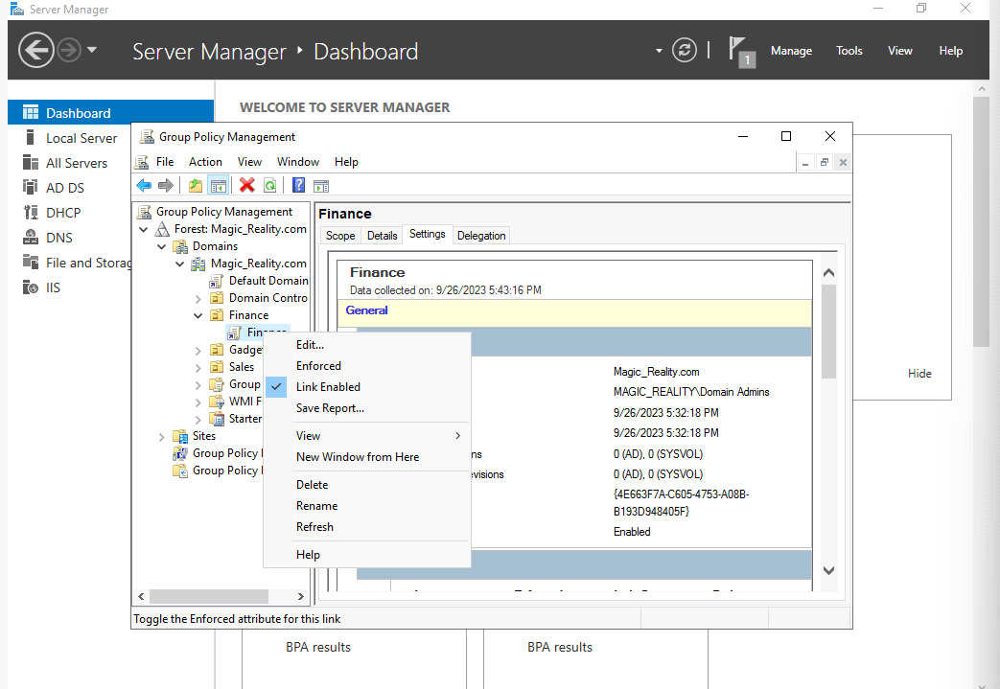 Server Manager
Server Manager ‣ Dashboard
1
Manage
Tools
View
Help
Dashboard
Local Server
All Servers
AD DS
DHCP
DNS
File and Storag
IIS
WELCOME TO SERVER MANAGER
Group Policy Management
File
Action
View
Window
Help
Group Policy Management
Forest: Magic_Reality.com
Domains
Magic_Reality.com
Default Domain
Domain Contro
Finance
Finance
Gadge
Sales
Group
WMI F
Starter
Sites
Group Policy
Group Policy
Edit...
Enforced
Link Enabled
Save Report...
View
New Window from Here
Delete
Rename
Refresh
Help
Finance
Scope
Details
Settings
Delegation
Finance
Data collected on: 9/26/2023 5:43:16 PM
General
Magic_Reality.com
MAGIC_REALITY\Domain Admins
9/26/2023 5:32:18 PM
9/26/2023 5:32:18 PM
ns
0 (AD), 0 (SYSVOL)
evisions
0 (AD), 0 (SYSVOL)
{4E663F7A-C605-4753-A08B-
B193D948405F}
Enabled
Toggle the Enforced attribute for this link
Hide
BPA results
BPA results